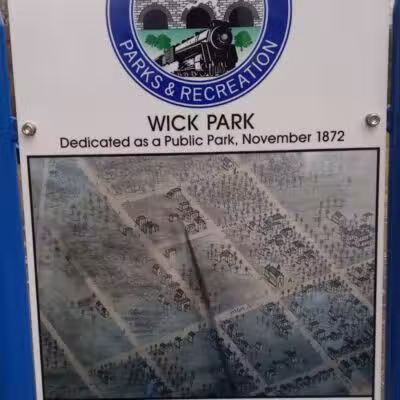 PARKS & RECREATION
WICK PARK
Dedicated as a Public Park, November 1872